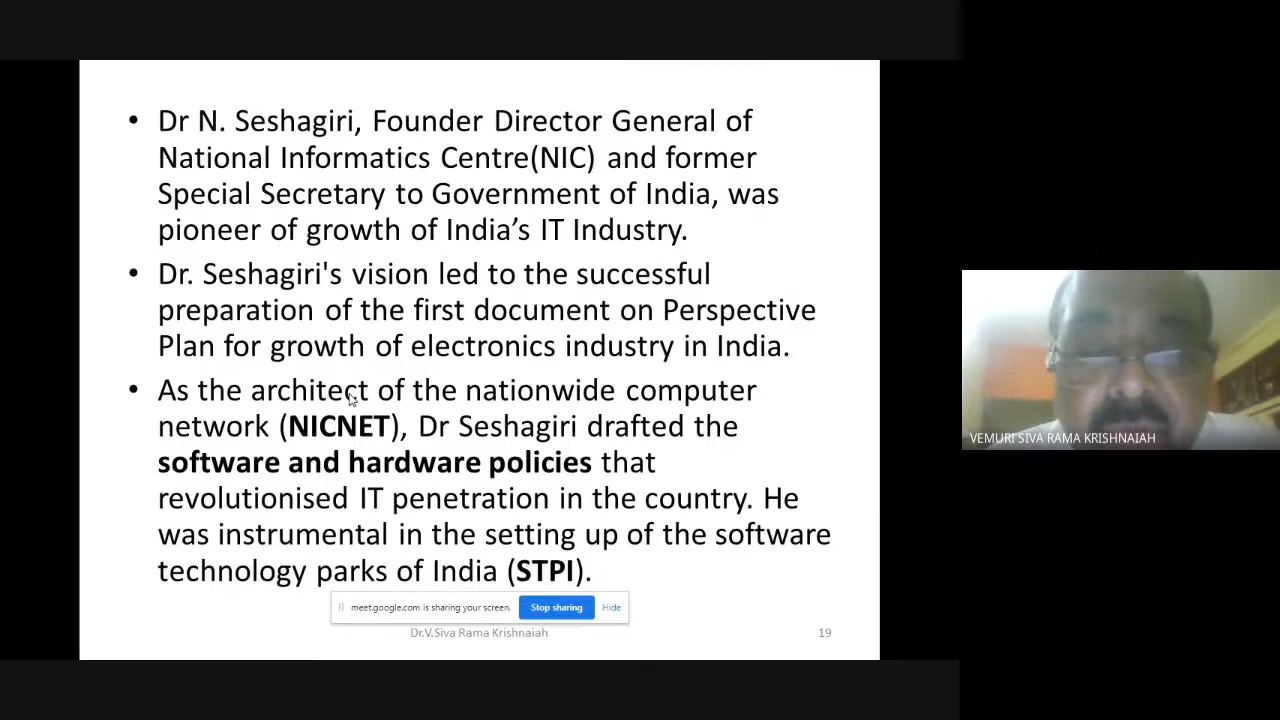 • Dr N. Seshagiri, Founder Director General of
National Informatics Centre(NIC) and former
Special Secretary to Government of India, was
pioneer of growth of India’s IT Industry.
• Dr. Seshagiri's vision led to the successful
preparation of the first document on Perspective
Plan for growth of electronics industry in India.
• As the architect of the nationwide computer
network (NICNET), Dr Seshagiri drafted the
software and hardware policies that
revolutionised IT penetration in the country. He
was instrumental in the setting up of the software
technology parks of India (STPI).
meet.google.com is sharing your screen. Stop sharing Hide
Dr.V.Siva Rama Krishnaiah 19
VEMURI SIVA RAMA KRISHNAIAH